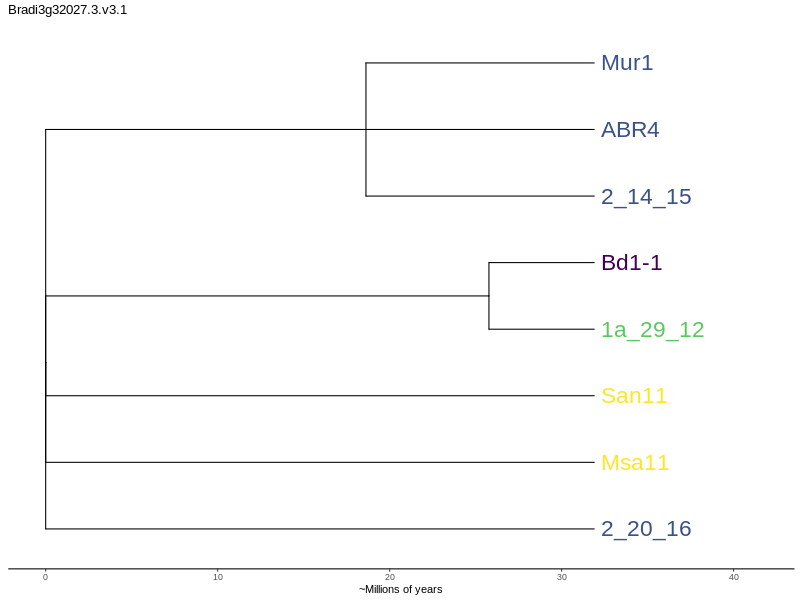 Bradi3g32027.3.v3.1
Mur1
ABR4
2_14_15
Bd1-1
1a_29_12
San11
Msa11
2_20_16
0 10 20 30 40
~Millions of years